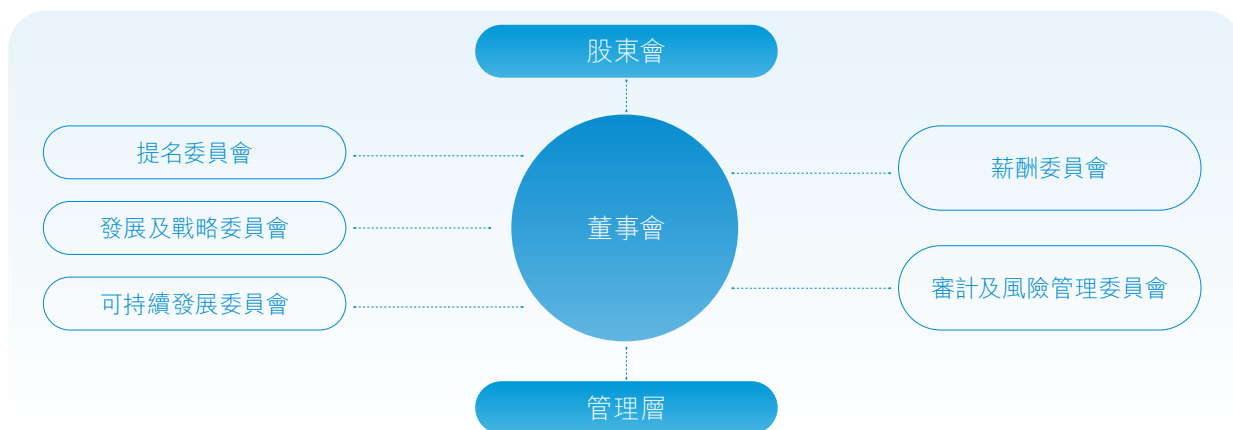 股東會
提名委員會
發展及戰略委員會
可持續發展委員會
董事會
薪酬委員會
審計及風險管理委員會
管理層